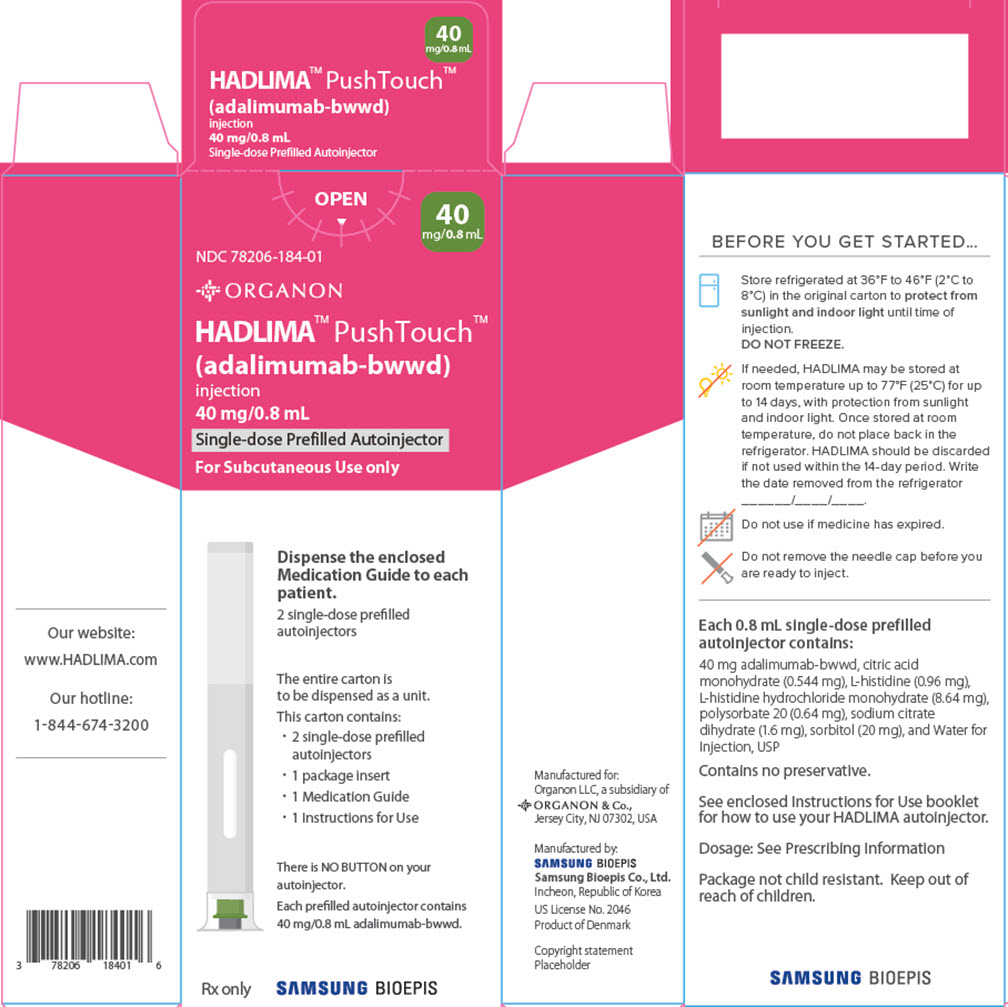 40
mg/0.8 mL
HADLIMA™ PushTouch™
(adalimumab-bwwd)
injection
40 mg/0.8 mL
Single-dose Prefilled Autoinjector
OPEN
40
mg/0.8 mL
NDC 78206-184-01
ORGANON
HADLIMA™ PushTouch™
(adalimumab-bwwd)
injection
40 mg/0.8 mL
Single-dose Prefilled Autoinjector
For Subcutaneous Use only
Dispense the enclosed
Medication Guide to each
patient.
2 single-dose prefilled
autoinjectors
The entire carton is
to be dispensed as a unit.
This carton contains:
· 2 single-dose prefilled
autoinjectors
· 1 package insert
· 1 Medication Guide
· 1 Instructions for Use
There is NO BUTTON on your
autoinjector.
Each prefilled autoinjector contains
40 mg/0.8 mL adalimumab-bwwd.
Rx only
SAMSUNG BIOEPIS
Our website:
www.HADLIMA.com
Our hotline:
1-844-674-3200
3 78206 18401 6
Manufactured for:
Organon LLC, a subsidiary of
ORGANON & Co.,
Jersey City, NJ 07302, USA
Manufactured by:
SAMSUNG BIOEPIS
Samsung Bioepis Co., Ltd.
Incheon, Republic of Korea
US License No. 2046
Product of Denmark
Copyright statement
Placeholder
BEFORE YOU GET STARTED...
Store refrigerated at 36°F to 46°F (2°C to
8°C) in the original carton to protect from
sunlight and indoor light until time of
injection.
DO NOT FREEZE.
If needed, HADLIMA may be stored at
room temperature up to 77°F (25°C) for up
to 14 days, with protection from sunlight
and indoor light. Once stored at room
temperature, do not place back in the
refrigerator. HADLIMA should be discarded
if not used within the 14-day period. Write
the date removed from the refrigerator
______/____/____.
Do not use if medicine has expired.
Do not remove the needle cap before you
are ready to inject.
Each 0.8 mL single-dose prefilled
autoinjector contains:
40 mg adalimumab-bwwd, citric acid
monohydrate (0.544 mg), L-histidine (0.96 mg),
L-histidine hydrochloride monohydrate (8.64 mg),
polysorbate 20 (0.64 mg), sodium citrate
dihydrate (1.6 mg), sorbitol (20 mg), and Water for
Injection, USP
Contains no preservative.
See enclosed Instructions for Use booklet
for how to use your HADLIMA autoinjector.
Dosage: See Prescribing Information
Package not child resistant. Keep out of
reach of children.
SAMSUNG BIOEPIS